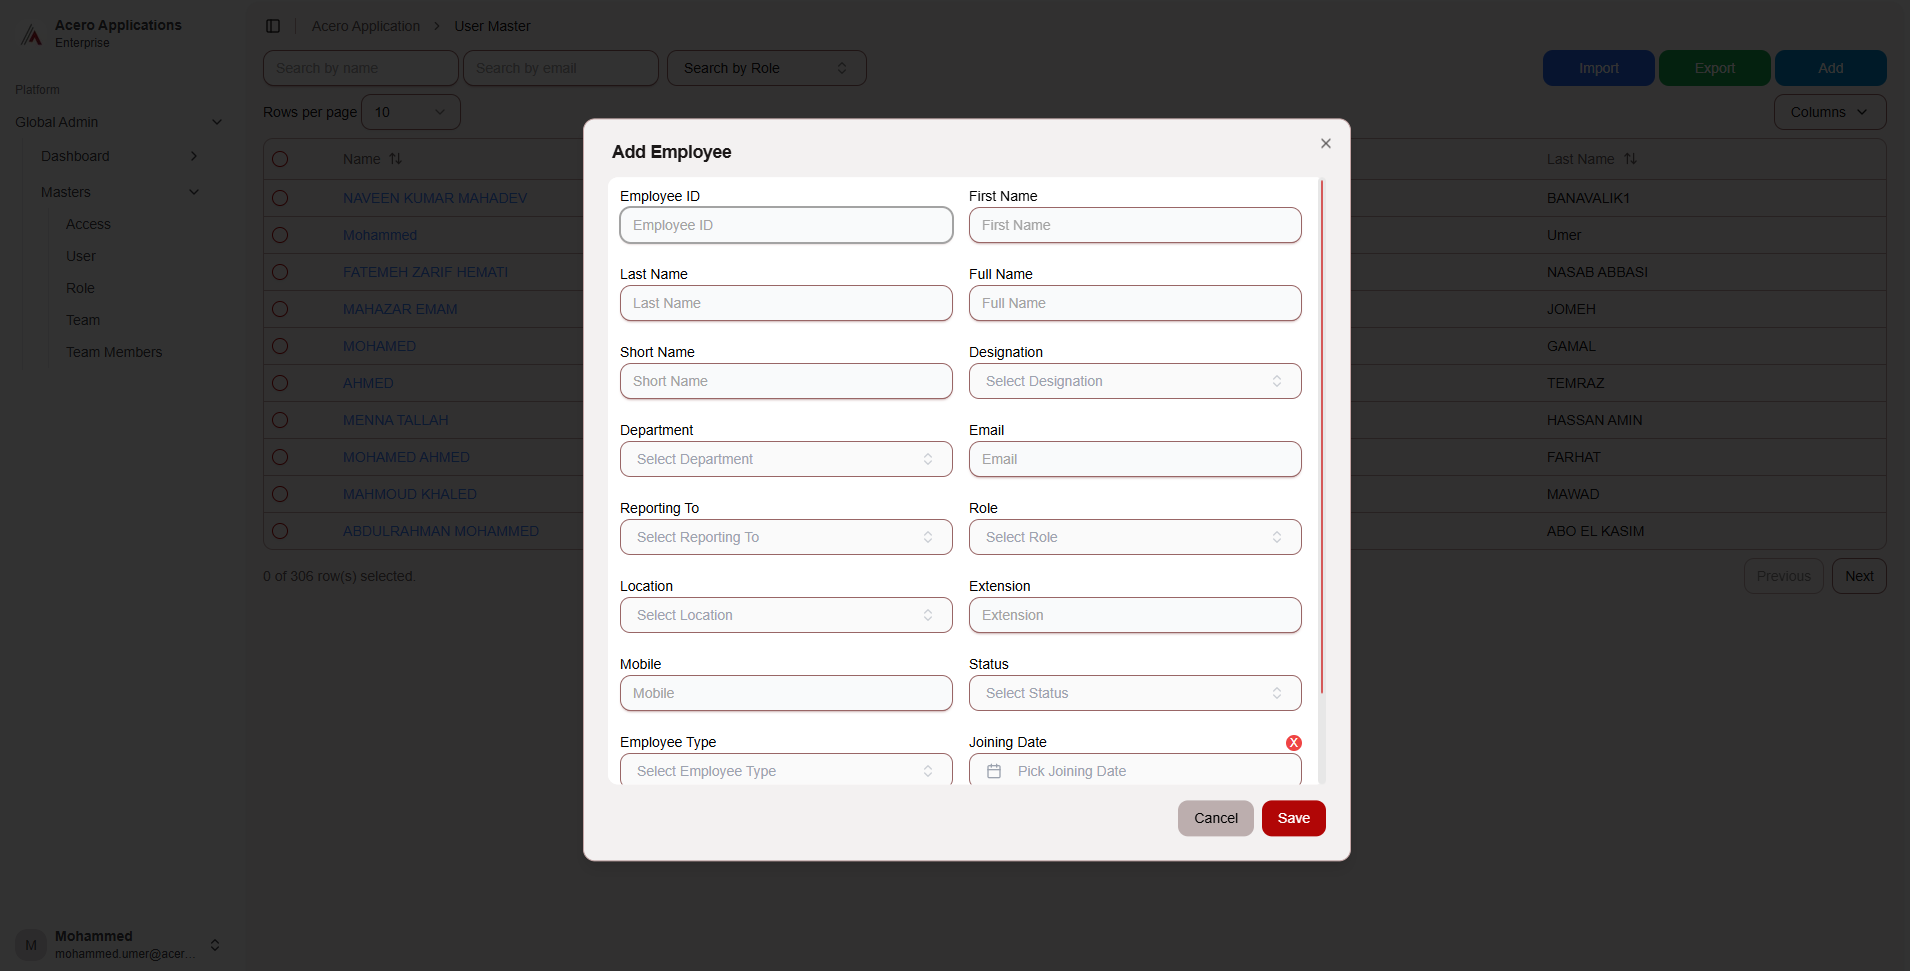 Acero Applications
Enterprise
Platform
Global Admin
Dashboard
Masters
Access
User
Role
Team
Team Members
Mohammed
mohammed.umer@acer...
M
Acero Application > User Master
Search by name
Search by email
Search by Role
Import
Export
Add
Rows per page 10
Columns
Name
Last Name
NAVEEN KUMAR MAHADEV
BANAVALIK1
Mohammed
Umer
FATEMEH ZARIF HEMATI
NASAB ABBASI
MAHAZAR EMAM
JOMEH
MOHAMED
GAMAL
AHMED
TEMRAZ
MENNA TALLAH
HASSAN AMIN
MOHAMED AHMED
FARHAT
MAHMOUD KHALED
MAWAD
ABDULRAHMAN MOHAMMED
ABO EL KASIM
0 of 306 row(s) selected.
Previous
Next
Add Employee
Employee ID
Employee ID
First Name
First Name
Last Name
Last Name
Full Name
Full Name
Short Name
Short Name
Designation
Select Designation
Department
Select Department
Email
Email
Reporting To
Select Reporting To
Role
Select Role
Location
Select Location
Extension
Extension
Mobile
Mobile
Status
Select Status
Employee Type
Select Employee Type
Joining Date
X
Pick Joining Date
Cancel
Save